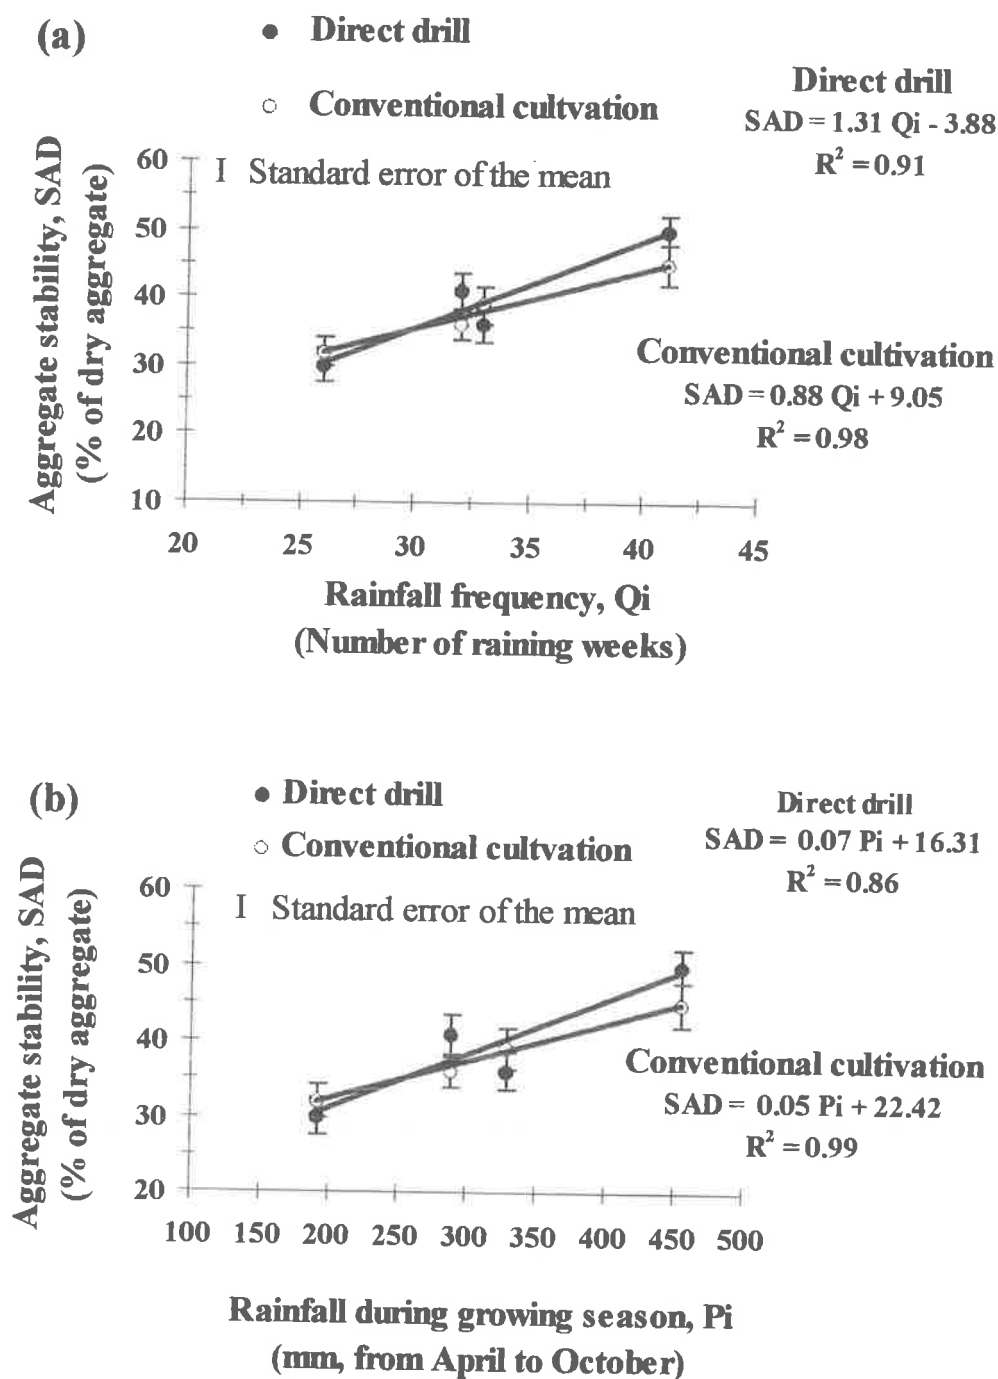 (a)
● Direct drill
○ Conventional cultvation
I Standard error of the mean
Direct drill
SAD = 1.31 Qi - 3.88
R² = 0.91
Conventional cultivation
SAD = 0.88 Qi + 9.05
R² = 0.98
Aggregate stability, SAD
(% of dry aggregate)
60
50
40
30
20
10
20 25 30 35 40 45
Rainfall frequency, Qi
(Number of raining weeks)
(b)
● Direct drill
○ Conventional cultvation
I Standard error of the mean
Direct drill
SAD = 0.07 Pi + 16.31
R² = 0.86
Conventional cultivation
SAD = 0.05 Pi + 22.42
R² = 0.99
Aggregate stability, SAD
(% of dry aggregate)
60
50
40
30
20
100 150 200 250 300 350 400 450 500
Rainfall during growing season, Pi
(mm, from April to October)